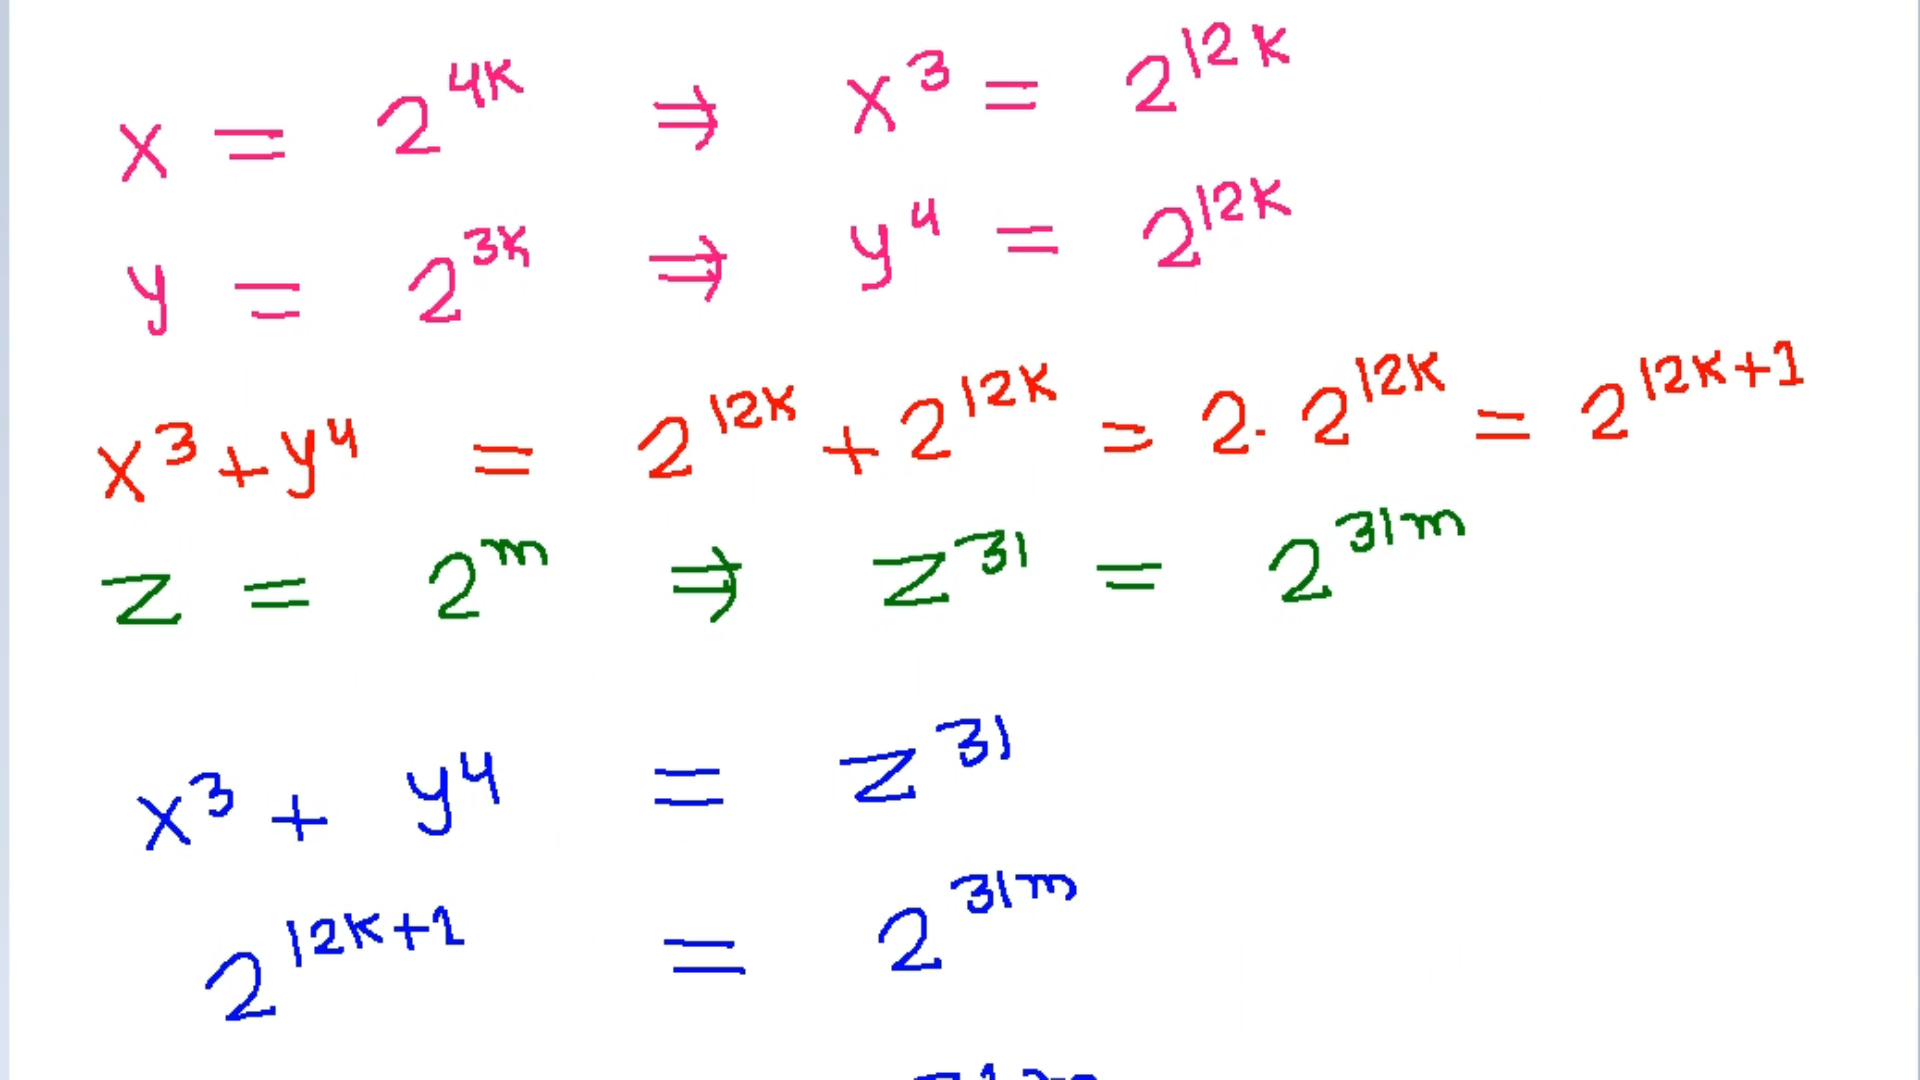 x = 2^{4k} ⇒ x^3 = 2^{12k}
y = 2^{3k} ⇒ y^4 = 2^{12k}
x^3 + y^4 = 2^{12k} + 2^{12k} = 2 · 2^{12k} = 2^{12k+1}
z = 2^m ⇒ z^{31} = 2^{31m}
x^3 + y^4 = z^{31}
2^{12k+1} = 2^{31m}